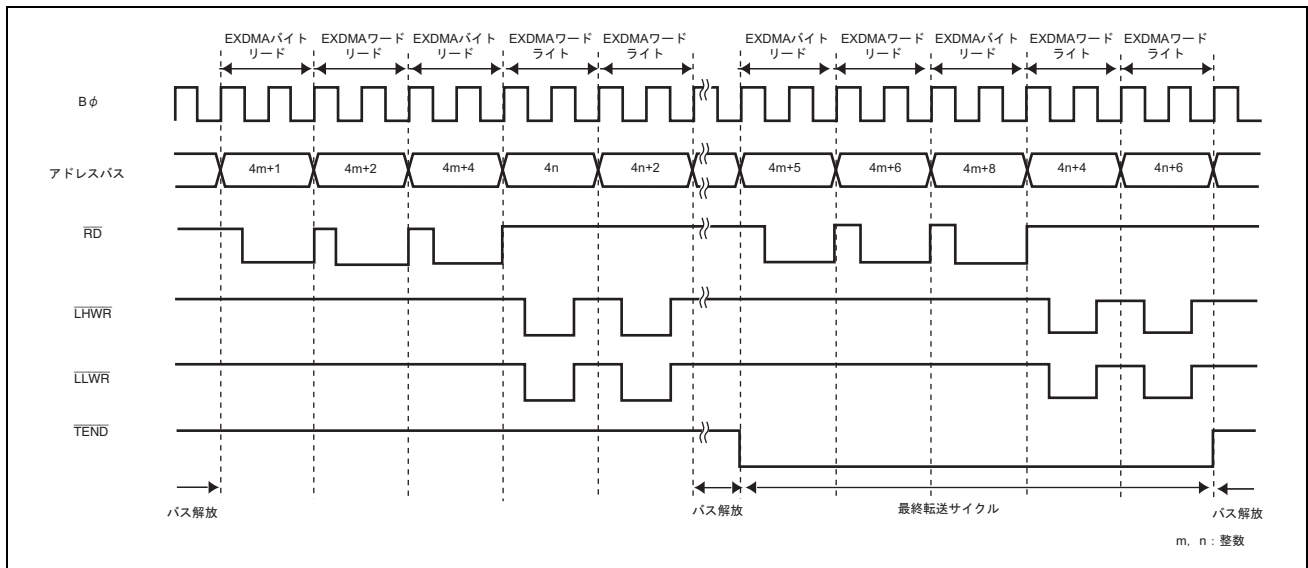 EXDMAバイト
リード
EXDMAワード
リード
EXDMAバイト
リード
EXDMAワード
ライト
EXDMAワード
ライト
EXDMAバイト
リード
EXDMAワード
リード
EXDMAバイト
リード
EXDMAワード
ライト
EXDMAワード
ライト
Bφ
アドレスバス
4m+1
4m+2
4m+4
4n
4n+2
4m+5
4m+6
4m+8
4n+4
4n+6
RD
LHWR
LLWR
TEND
バス解放
バス解放
最終転送サイクル
バス解放
m, n:整数